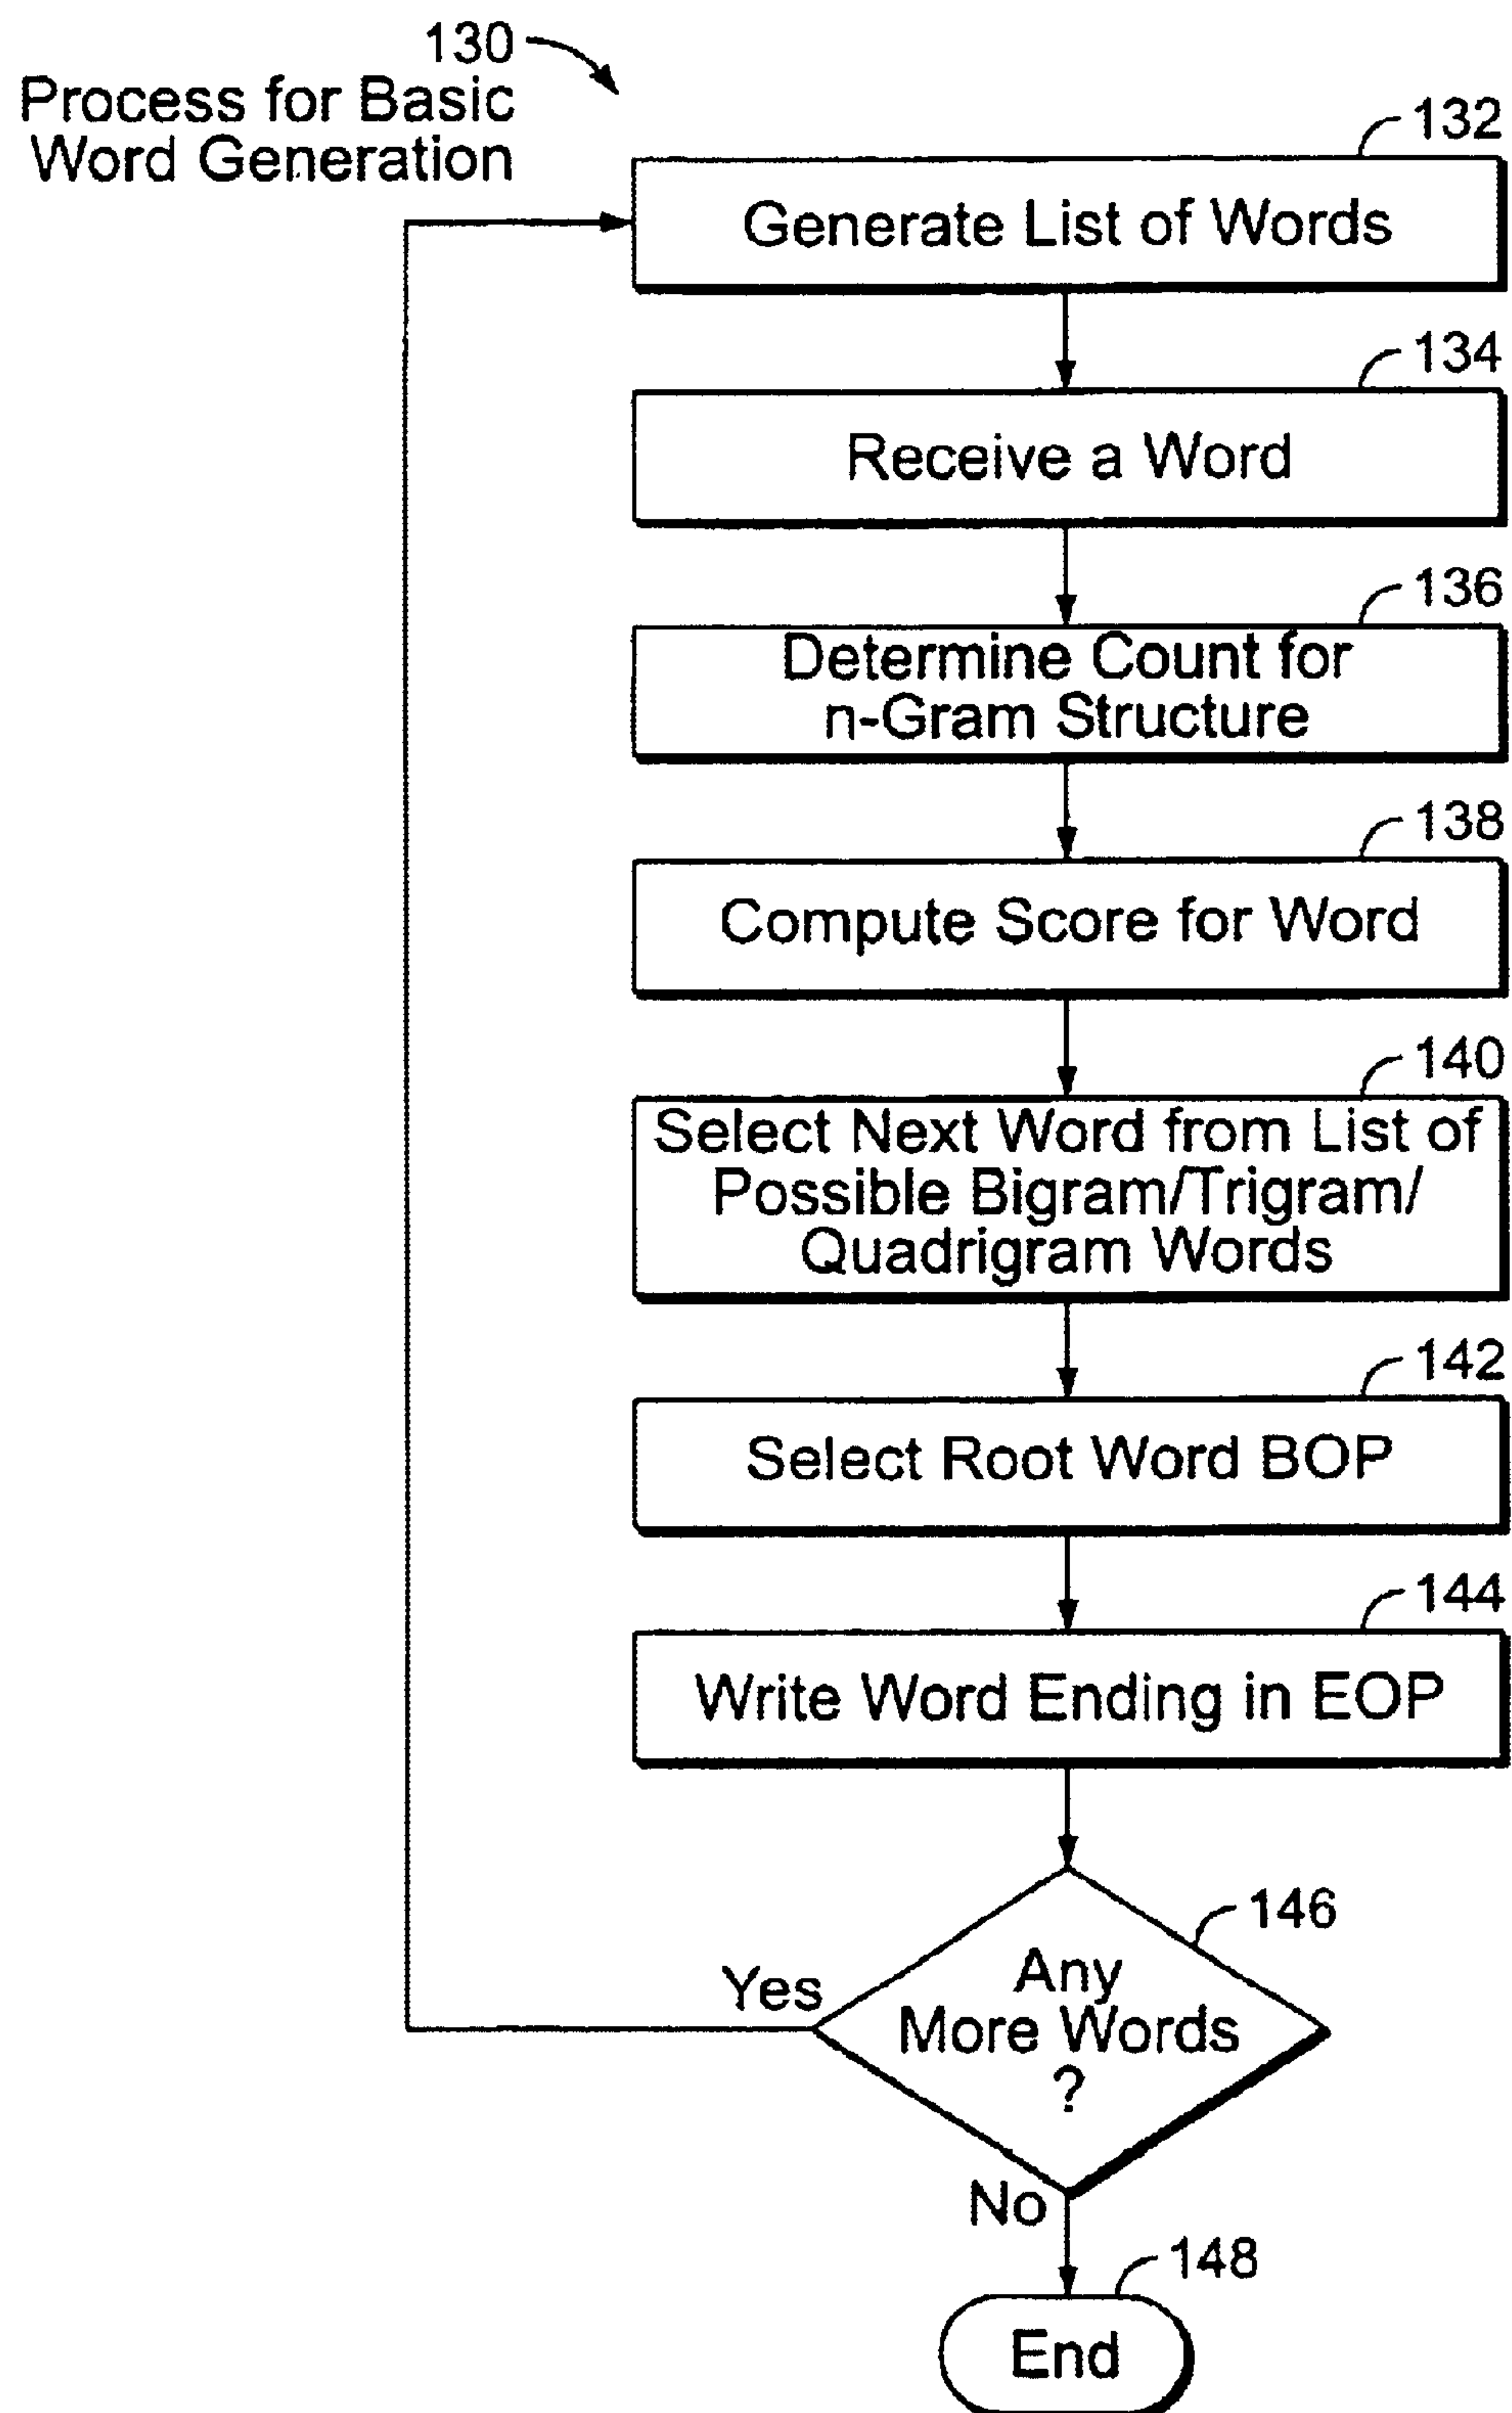 130
Process for Basic
Word Generation
132
Generate List of Words
134
Receive a Word
136
Determine Count for
n-Gram Structure
138
Compute Score for Word
140
Select Next Word from List of
Possible Bigram/Trigram/
Quadrigram Words
142
Select Root Word BOP
144
Write Word Ending in EOP
146
Any
More Words
?
Yes
No
148
End